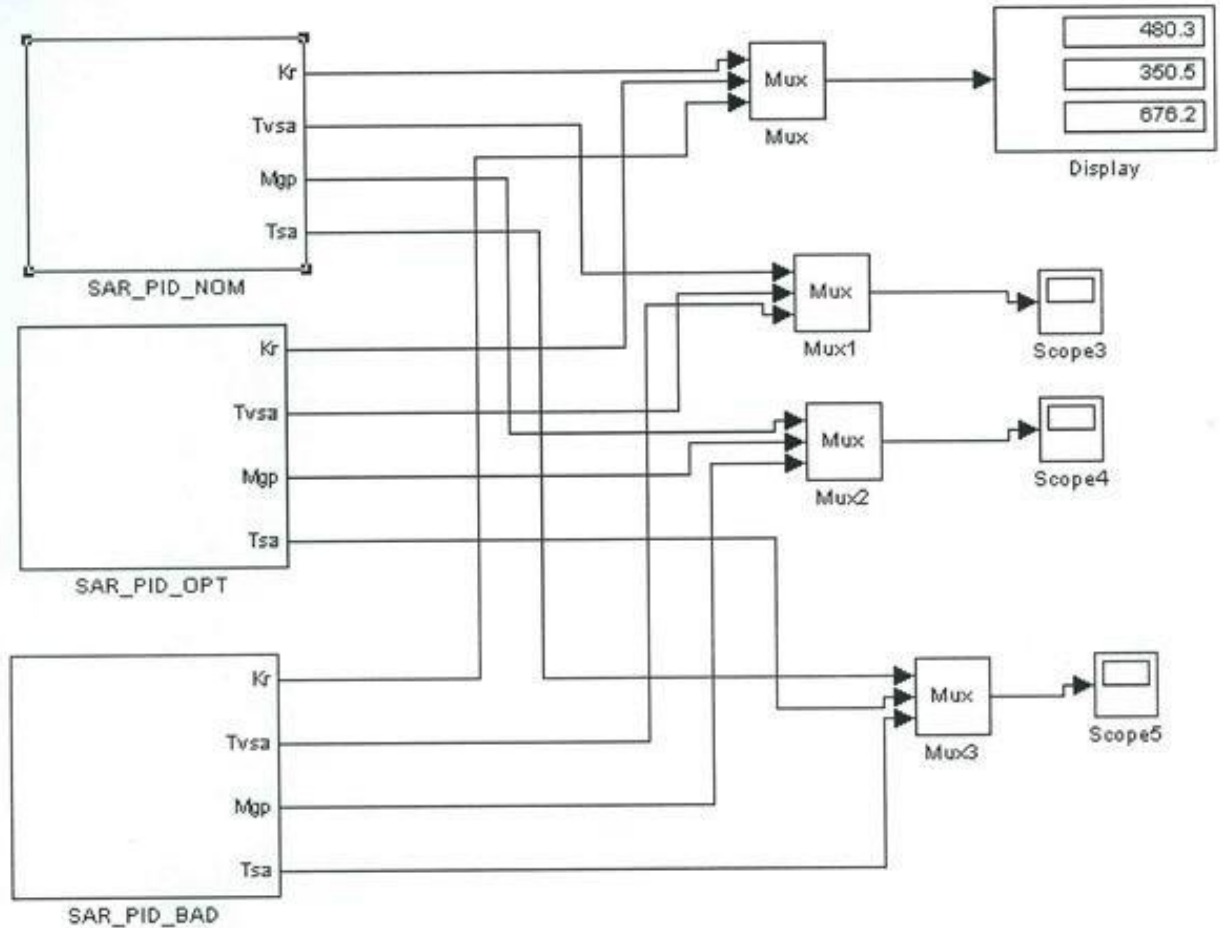 Kr
Tvsa
Mgp
Tsa
SAR_PID_NOM
Mux
Mux
480.3
350.5
676.2
Display
Kr
Tvsa
Mgp
Tsa
SAR_PID_OPT
Mux
Mux1
Scope3
Mux
Mux2
Scope4
Kr
Tvsa
Mgp
Tsa
SAR_PID_BAD
Mux
Mux3
Scope5